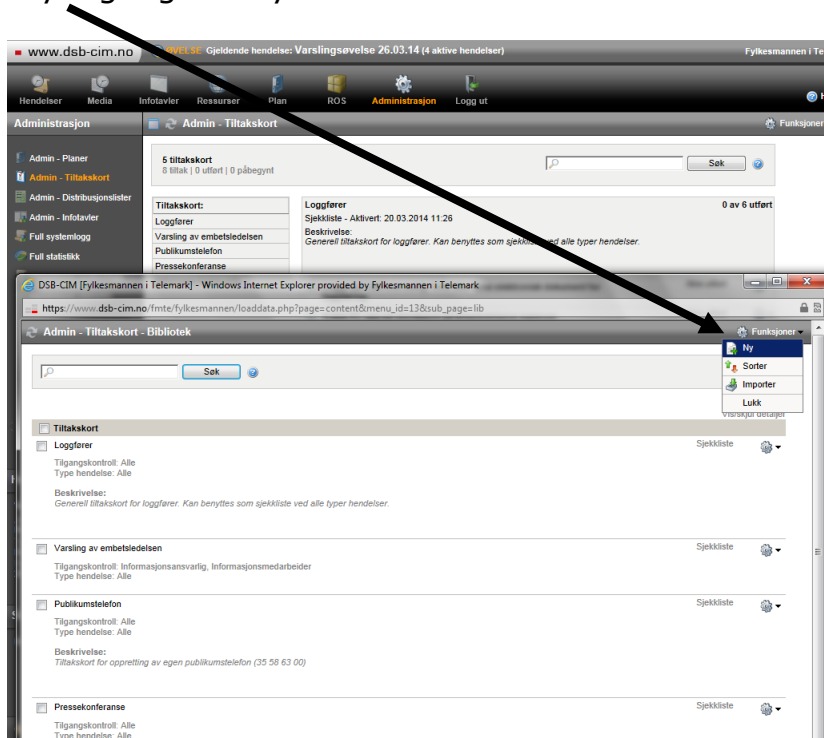 www.dsb-cim.no
ØVELSE Gjeldende hendelse: Varslingsøvelse 26.03.14 (4 aktive hendelser)
Fylkesmannen i Te
Hendelser Media Infotavler Ressurser Plan ROS Administrasjon Logg ut
Administrasjon
Admin - Tiltakskort
Funksjoner
Admin - Planer
Admin - Tiltakskort
Admin - Distribusjonslister
Admin - Infotavler
Full systemlogg
Full statistikk
5 tiltakskort
8 tiltak | 0 utført | 0 påbegynt
Søk
Tiltakskort:
Loggfører
Varsling av embetsledelsen
Publikumstelefon
Pressekonferanse
Loggfører
0 av 6 utført
Sjekkliste - Aktivert: 20.03.2014 11:26
Beskrivelse:
Generell tiltakskort for loggfører. Kan benyttes som sjekkliste ved alle typer hendelser.
DSB-CIM [Fylkesmannen i Telemark] - Windows Internet Explorer provided by Fylkesmannen i Telemark
https://www.dsb-cim.no/fmte/fylkesmannen/loaddata.php?page=content&menu_id=13&sub_page=lib
Admin - Tiltakskort - Bibliotek
Funksjoner
Ny
Sorter
Importer
Lukk
Søk
Vis/skjul detaljer
Tiltakskort
Loggfører
Sjekkliste
Tilgangskontroll: Alle
Type hendelse: Alle
Beskrivelse:
Generell tiltakskort for loggfører. Kan benyttes som sjekkliste ved alle typer hendelser.
Varsling av embetsledelsen
Sjekkliste
Tilgangskontroll: Informasjonsansvarlig, Informasjonsmedarbeider
Type hendelse: Alle
Publikumstelefon
Sjekkliste
Tilgangskontroll: Alle
Type hendelse: Alle
Beskrivelse:
Tiltakskort for oppretting av egen publikumstelefon (35 58 63 00)
Pressekonferanse
Sjekkliste
Tilgangskontroll: Alle
Type hendelse: Alle